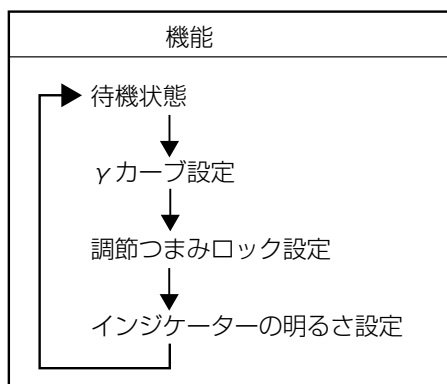 機能
待機状態
γカーブ設定
調節つまみロック設定
インジケーターの明るさ設定